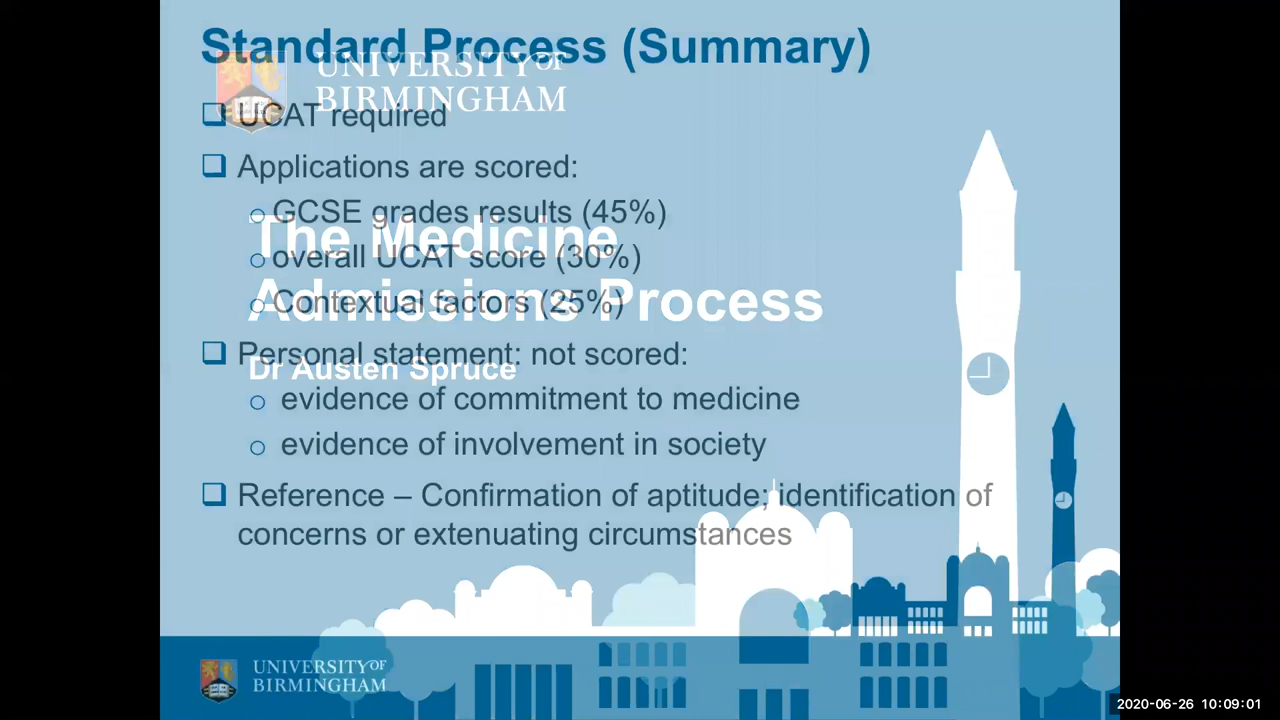 Standard Process (Summary)
UNIVERSITY OF
BIRMINGHAM
UCAT required
Applications are scored:
GCSE grades results (45%)
The Medicine
overall UCAT score (30%)
Admissions Process
Contextual factors (25%)
Personal statement: not scored:
Dr Austen Spruce
evidence of commitment to medicine
evidence of involvement in society
Reference – Confirmation of aptitude; identification of
concerns or extenuating circumstances
UNIVERSITY OF
BIRMINGHAM
2020-06-26 10:09:01